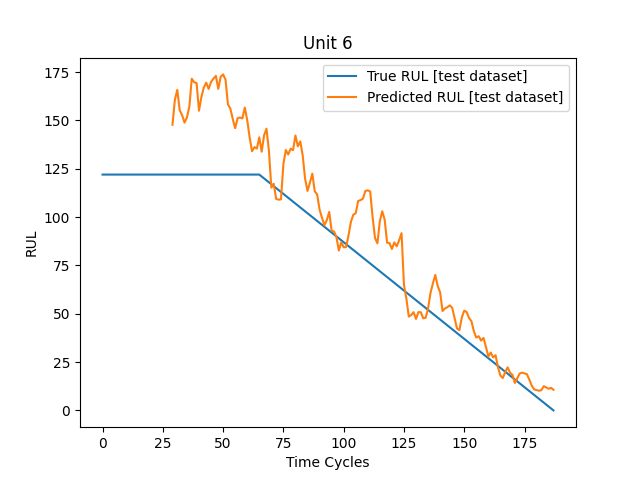 Unit 6
True RUL [test dataset]
Predicted RUL [test dataset]
175
150
125
100
75
50
25
0
RUL
0 25 50 75 100 125 150 175
Time Cycles